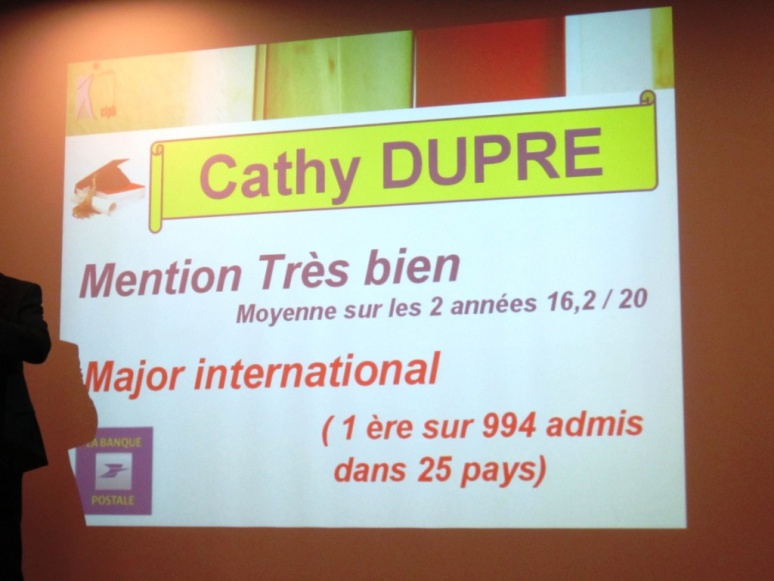 Cathy DUPRE
Mention Très bien
Moyenne sur les 2 années 16,2 / 20
Major international
( 1 ère sur 994 admis
dans 25 pays)
LA BANQUE
POSTALE